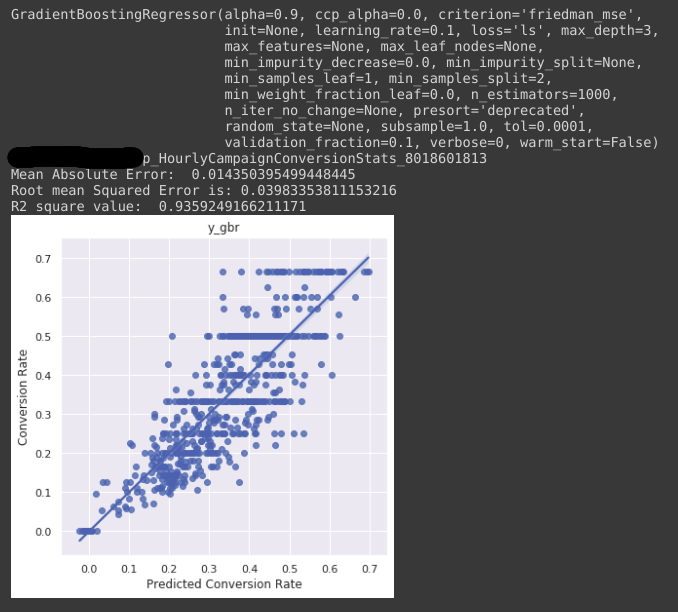 GradientBoostingRegressor(alpha=0.9, ccp_alpha=0.0, criterion='friedman_mse',
init=None, learning_rate=0.1, loss='ls', max_depth=3,
max_features=None, max_leaf_nodes=None,
min_impurity_decrease=0.0, min_impurity_split=None,
min_samples_leaf=1, min_samples_split=2,
min_weight_fraction_leaf=0.0, n_estimators=1000,
n_iter_no_change=None, presort='deprecated',
random_state=None, subsample=1.0, tol=0.0001,
validation_fraction=0.1, verbose=0, warm_start=False)
p_HourlyCampaignConversionStats_8018601813
Mean Absolute Error:  0.014350395499448445
Root mean Squared Error is: 0.03983353811153216
R2 square value:  0.9359249166211171
y_gbr
0.7
0.6
0.5
0.4
0.3
0.2
0.1
0.0
Conversion Rate
0.0 0.1 0.2 0.3 0.4 0.5 0.6 0.7
Predicted Conversion Rate